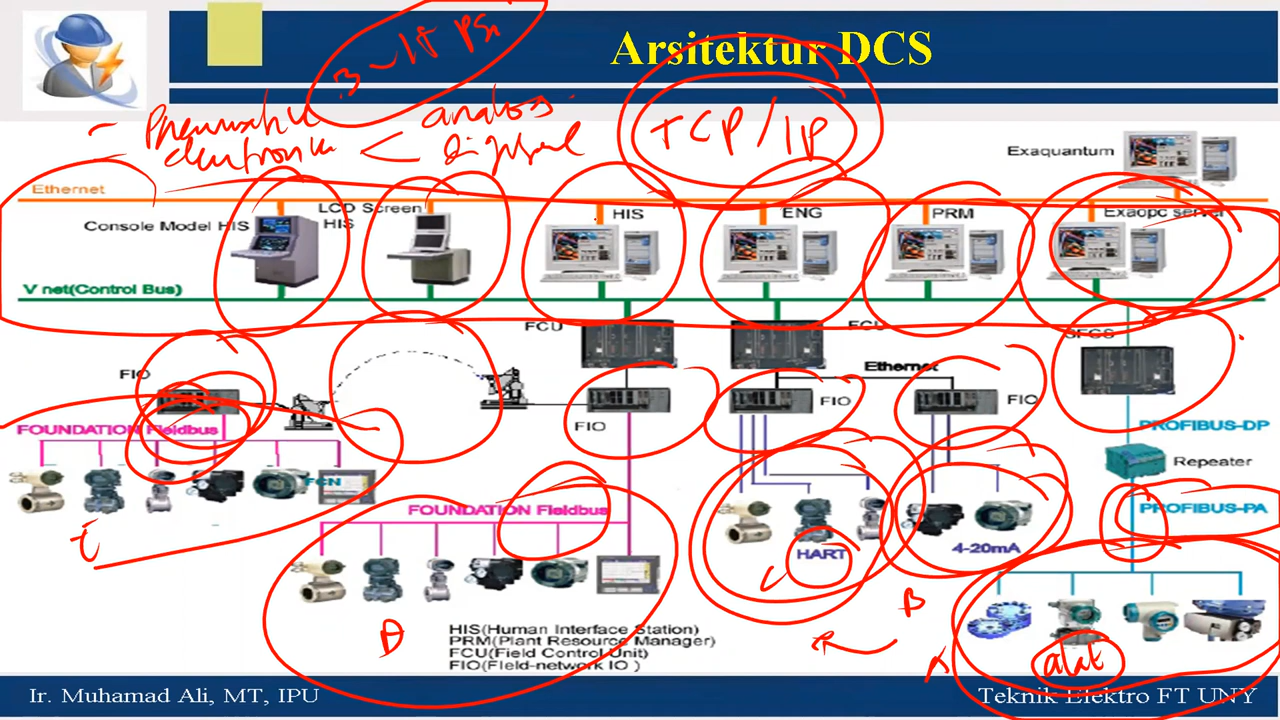 Arsitektur DCS
3 ~ 15 PSi
- Pneumatik
- elektronik < analog
digital
TCP/IP
Exaquantum
Ethernet
Console Model HIS
LCD Screen
HIS
HIS
ENG
PRM
Exaopc server
V net(Control Bus)
FCU
FCU
SFCS
FIO
Ethernet
FIO
FIO
FIO
FOUNDATION Fieldbus
PROFIBUS-DP
Repeater
FCN
FOUNDATION Fieldbus
PROFIBUS-PA
HART
4-20mA
C
B
D
A
alat
HIS(Human Interface Station)
PRM(Plant Resource Manager)
FCU(Field Control Unit)
FIO(Field-network IO )
Ir. Muhamad Ali, MT, IPU
Teknik Elektro FT UNY